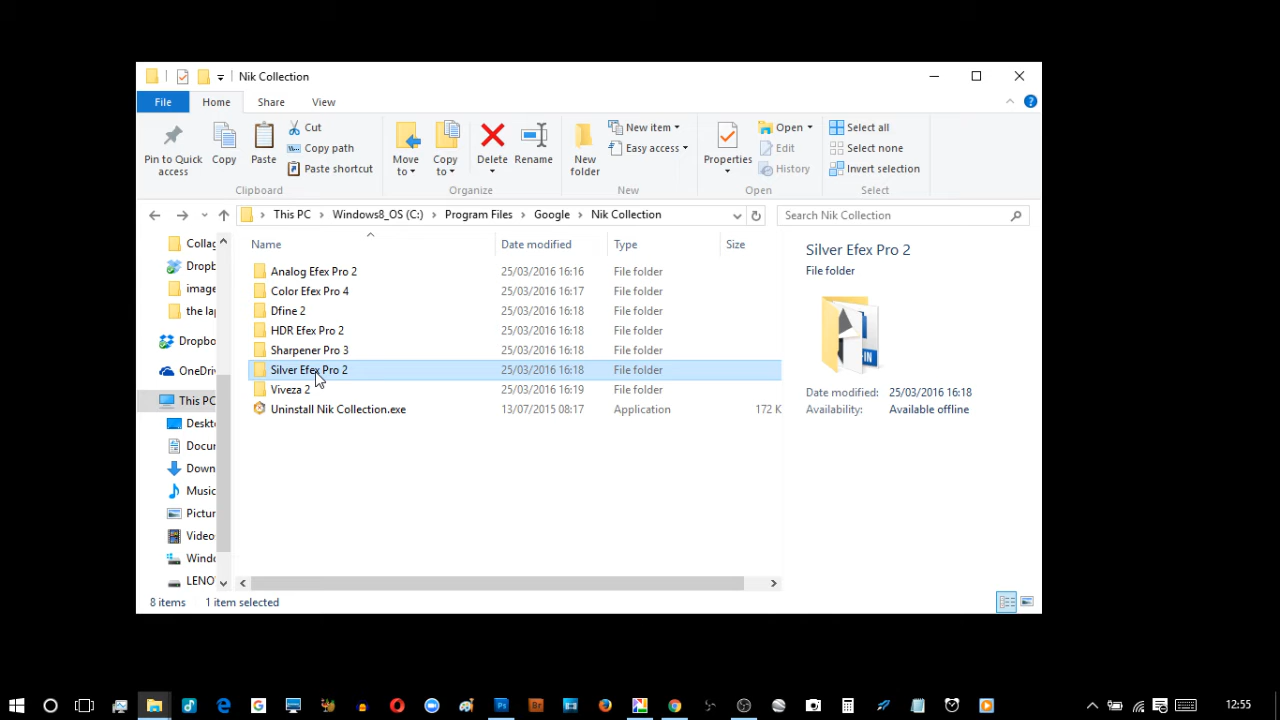 Nik Collection
File Home Share View
Pin to Quick access
Copy
Paste
Cut
Copy path
Paste shortcut
Clipboard
Move to
Copy to
Delete
Rename
Organize
New folder
New item
Easy access
New
Properties
Open
Edit
History
Open
Select all
Select none
Invert selection
Select
This PC > Windows8_OS (C:) > Program Files > Google > Nik Collection
Search Nik Collection
Collag
Dropb
image
the lap
Dropbo
OneDriv
This PC
Deskto
Docum
Down
Music
Pictur
Videos
Windo
LENO
Name Date modified Type Size
Analog Efex Pro 2 25/03/2016 16:16 File folder
Color Efex Pro 4 25/03/2016 16:17 File folder
Dfine 2 25/03/2016 16:18 File folder
HDR Efex Pro 2 25/03/2016 16:18 File folder
Sharpener Pro 3 25/03/2016 16:18 File folder
Silver Efex Pro 2 25/03/2016 16:18 File folder
Viveza 2 25/03/2016 16:19 File folder
Uninstall Nik Collection.exe 13/07/2015 08:17 Application 172 K
Silver Efex Pro 2
File folder
Date modified: 25/03/2016 16:18
Availability: Available offline
8 items 1 item selected
12:55